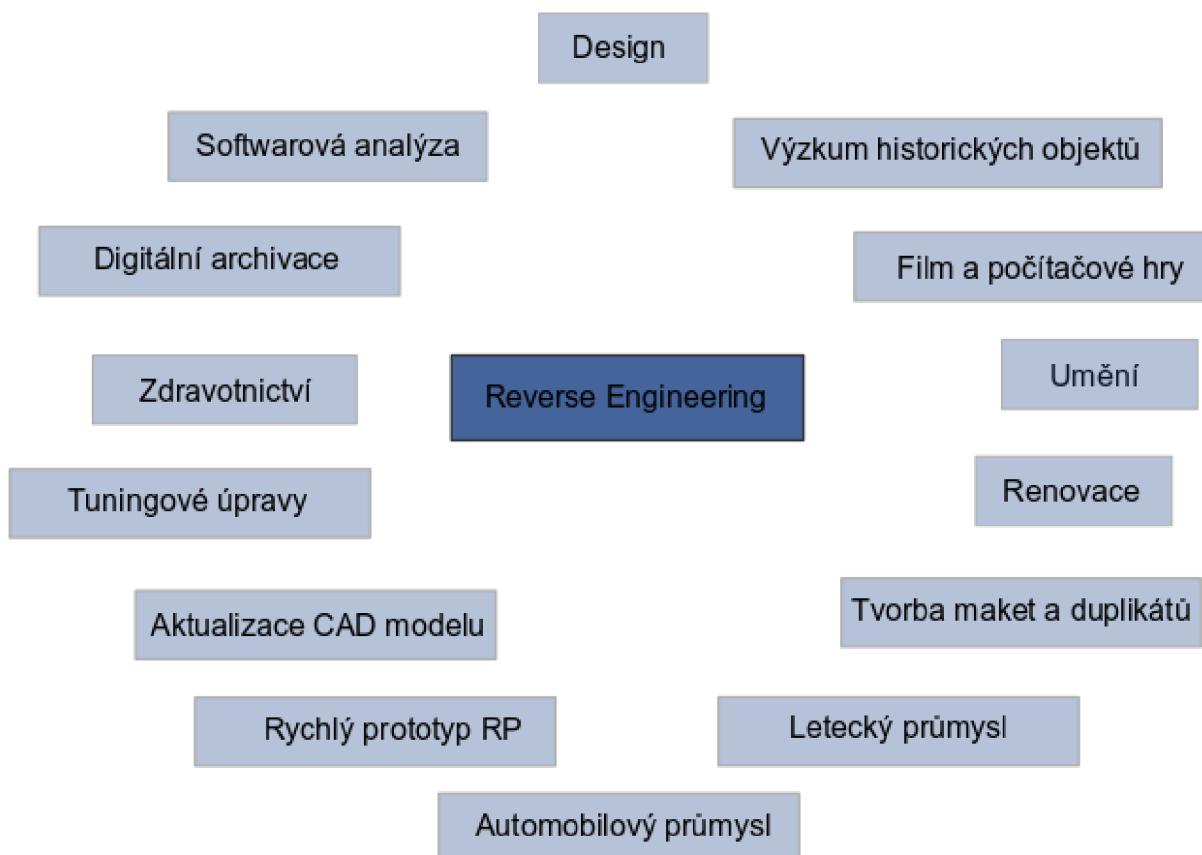 Design
Softwarová analýza
Výzkum historických objektů
Digitální archivace
Film a počítačové hry
Zdravotnictví
Reverse Engineering
Umění
Tuningové úpravy
Renovace
Aktualizace CAD modelu
Tvorba maket a duplikátů
Rychlý prototyp RP
Letecký průmysl
Automobilový průmysl